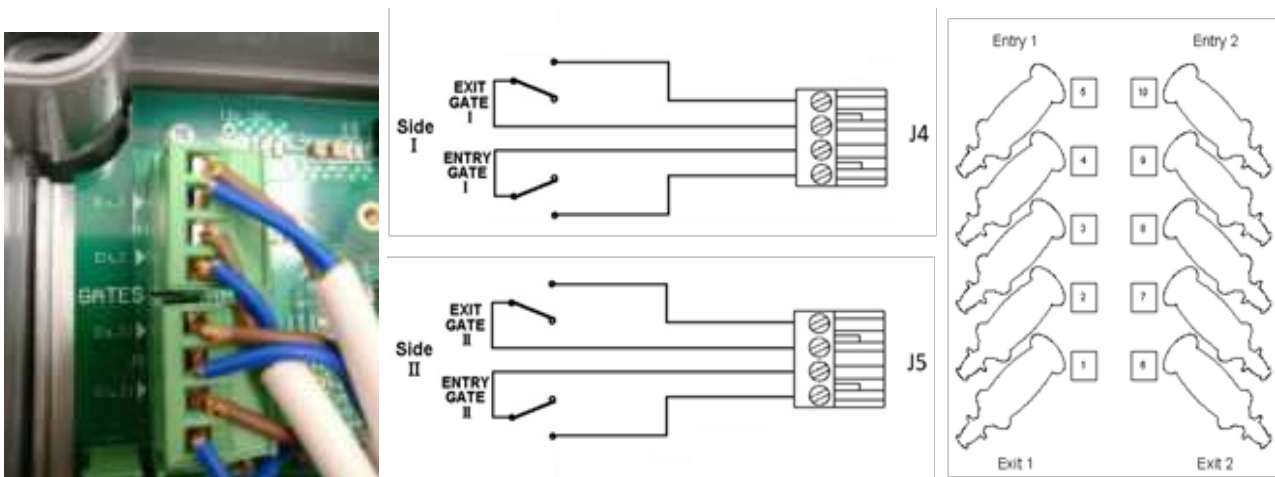 GATES
EXIT
GATE
I
Side
I
ENTRY
GATE
I
J4
EXIT
GATE
II
Side
II
ENTRY
GATE
II
J5
Entry 1
Entry 2
5
10
4
9
3
8
2
7
1
6
Exit 1
Exit 2